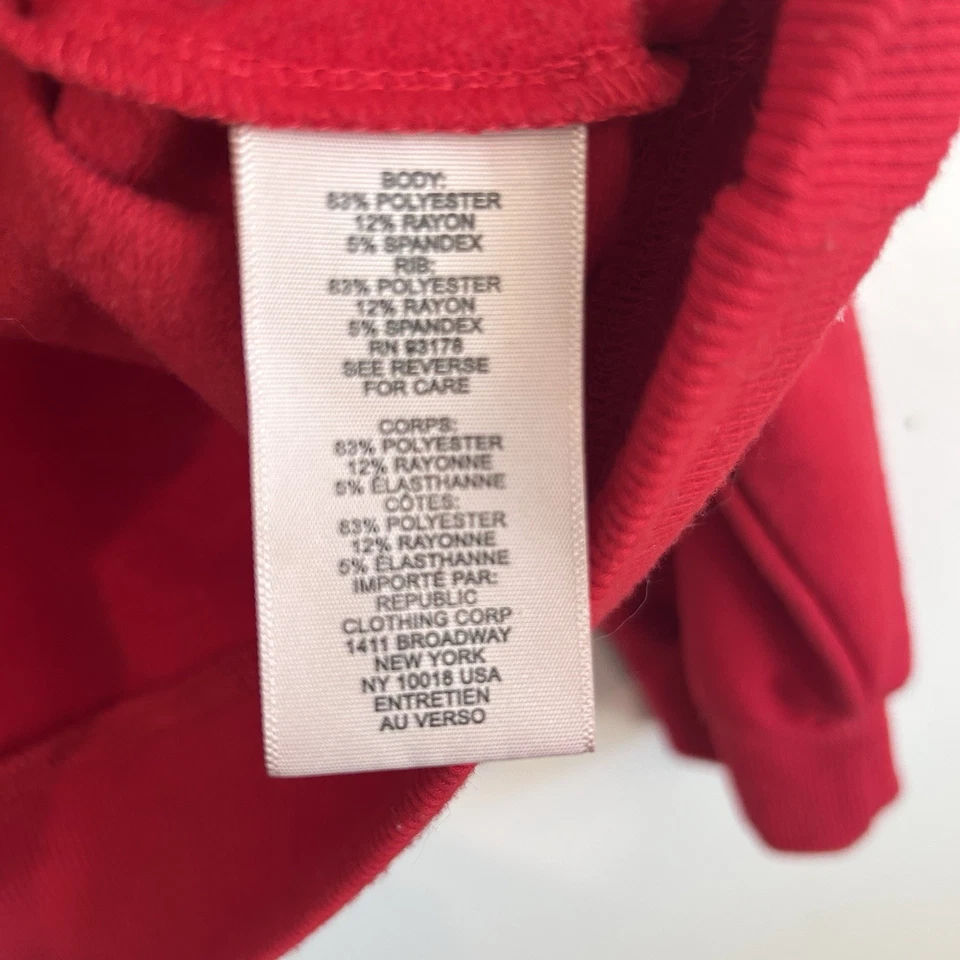 BODY:
83% POLYESTER
12% RAYON
5% SPANDEX
RIB:
83% POLYESTER
12% RAYON
5% SPANDEX
RN 93178
SEE REVERSE
FOR CARE
CORPS:
83% POLYESTER
12% RAYONNE
5% ÉLASTHANNE
CÔTES:
83% POLYESTER
12% RAYONNE
5% ÉLASTHANNE
IMPORTÉ PAR:
REPUBLIC
CLOTHING CORP
1411 BROADWAY
NEW YORK
NY 10018 USA
ENTRETIEN
AU VERSO